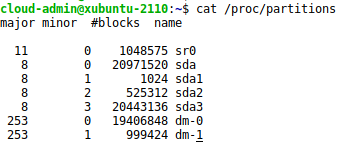 cloud-admin@xubuntu-2110:~$ cat /proc/partitions
major minor  #blocks  name

  11        0    1048575 sr0
   8        0   20971520 sda
   8        1       1024 sda1
   8        2     525312 sda2
   8        3   20443136 sda3
 253        0   19406848 dm-0
 253        1     999424 dm-1